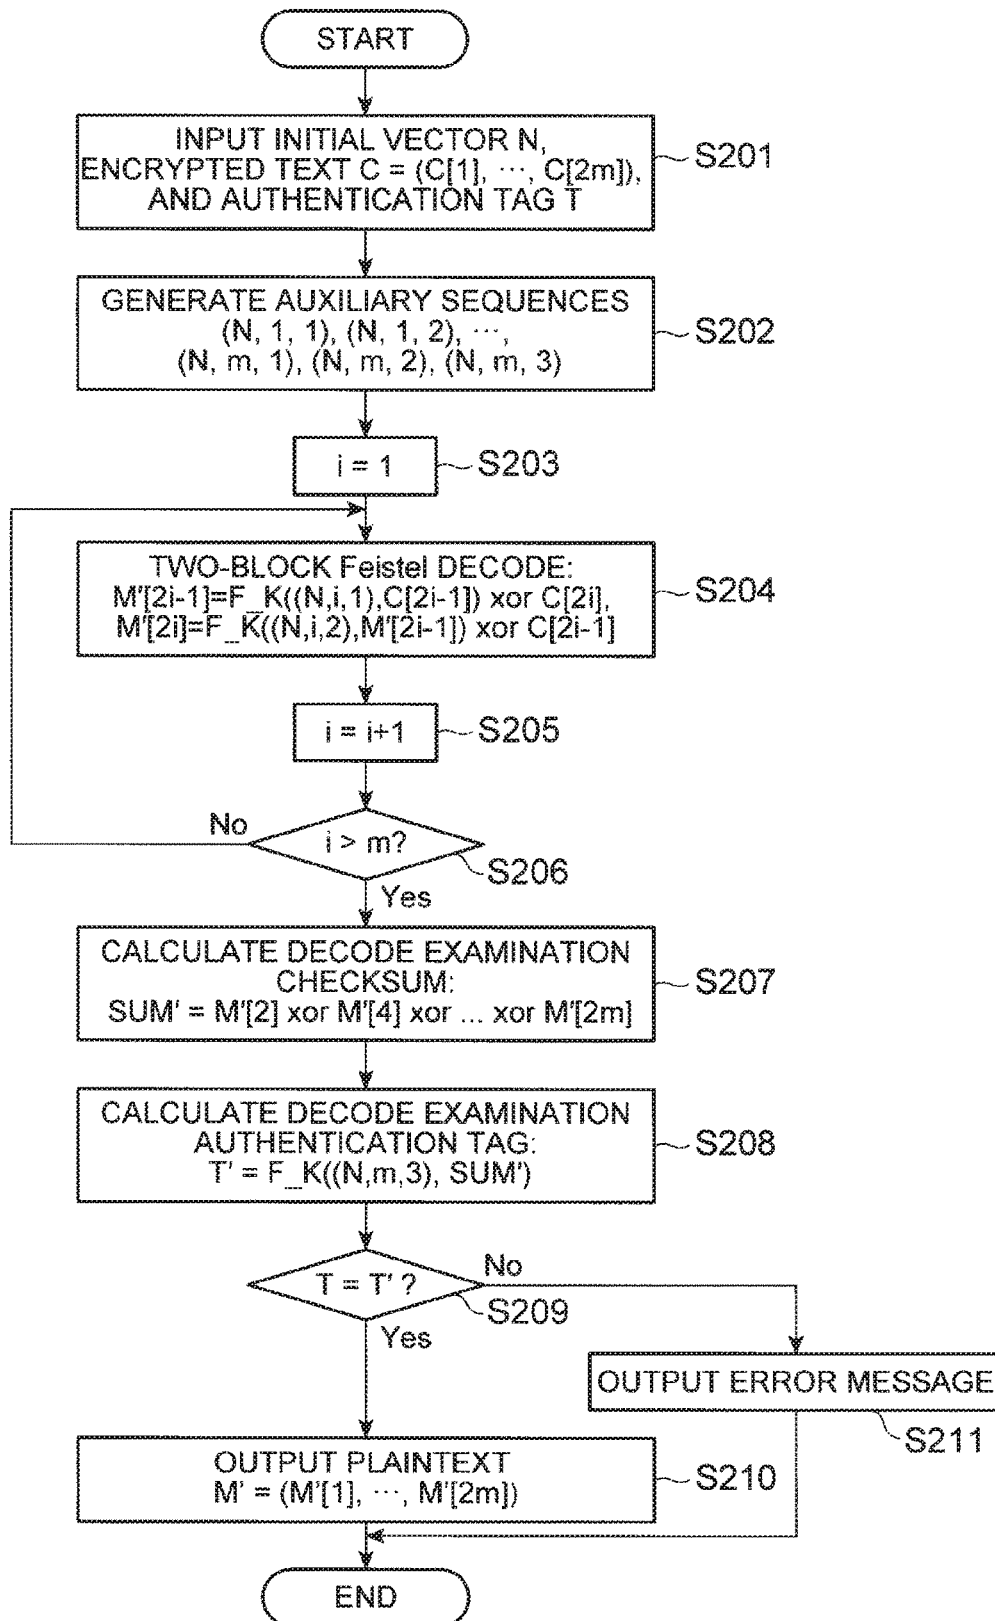 START
INPUT INITIAL VECTOR N,
ENCRYPTED TEXT C = (C[1], ···, C[2m]),
AND AUTHENTICATION TAG T
S201
GENERATE AUXILIARY SEQUENCES
(N, 1, 1), (N, 1, 2), ···,
(N, m, 1), (N, m, 2), (N, m, 3)
S202
i = 1
S203
TWO-BLOCK Feistel DECODE:
M'[2i-1]=F_K((N,i,1),C[2i-1]) xor C[2i],
M'[2i]=F_K((N,i,2),M'[2i-1]) xor C[2i-1]
S204
i = i+1
S205
No
i > m?
S206
Yes
CALCULATE DECODE EXAMINATION
CHECKSUM:
SUM' = M'[2] xor M'[4] xor ... xor M'[2m]
S207
CALCULATE DECODE EXAMINATION
AUTHENTICATION TAG:
T' = F_K((N,m,3), SUM')
S208
T = T' ?
No
S209
Yes
OUTPUT ERROR MESSAGE
S211
OUTPUT PLAINTEXT
M' = (M'[1], ···, M'[2m])
S210
END